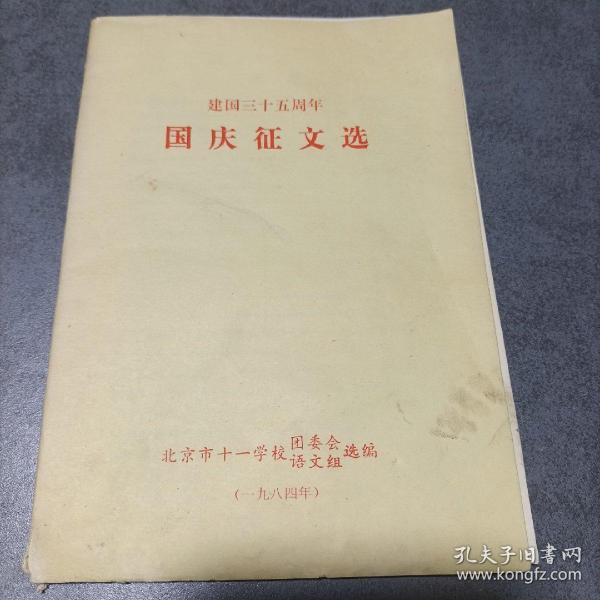 建国三十五周年
国庆征文选
北京市十一学校团委会语文组选编
(一九八四年)
孔夫子旧书网
www.kongfz.com